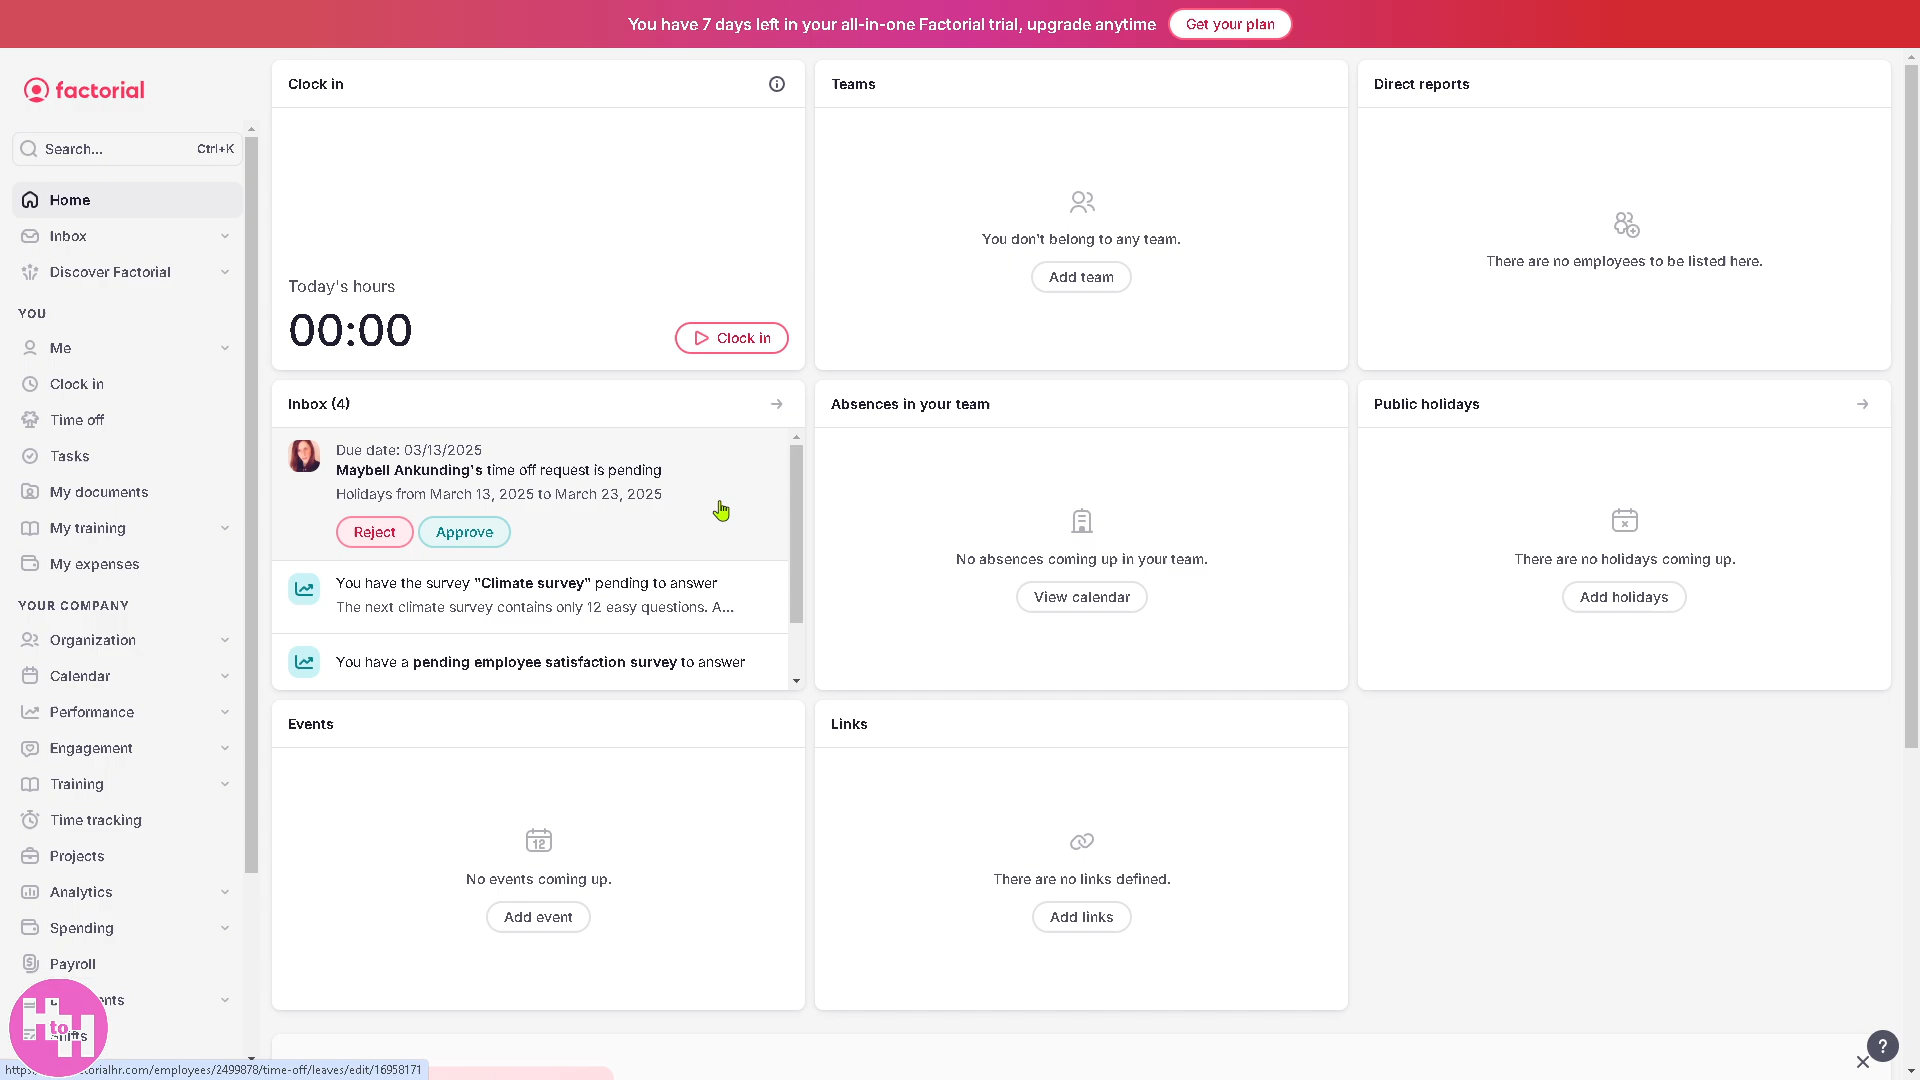 You have 7 days left in your all-in-one Factorial trial, upgrade anytime
Get your plan
factorial
Search...
Ctrl+K
Home
Inbox
Discover Factorial
YOU
Me
Clock in
Time off
Tasks
My documents
My training
My expenses
YOUR COMPANY
Organization
Calendar
Performance
Engagement
Training
Time tracking
Projects
Analytics
Spending
Payroll
H to H
Clock in
Today's hours
00:00
Clock in
Teams
You don't belong to any team.
Add team
Direct reports
There are no employees to be listed here.
Inbox (4)
Due date: 03/13/2025
Maybell Ankunding's time off request is pending
Holidays from March 13, 2025 to March 23, 2025
Reject
Approve
You have the survey "Climate survey" pending to answer
The next climate survey contains only 12 easy questions. A...
You have a pending employee satisfaction survey to answer
Absences in your team
No absences coming up in your team.
View calendar
Public holidays
There are no holidays coming up.
Add holidays
Events
12
No events coming up.
Add event
Links
There are no links defined.
Add links
?
orialhr.com/employees/2499878/time-off/leaves/edit/16958171